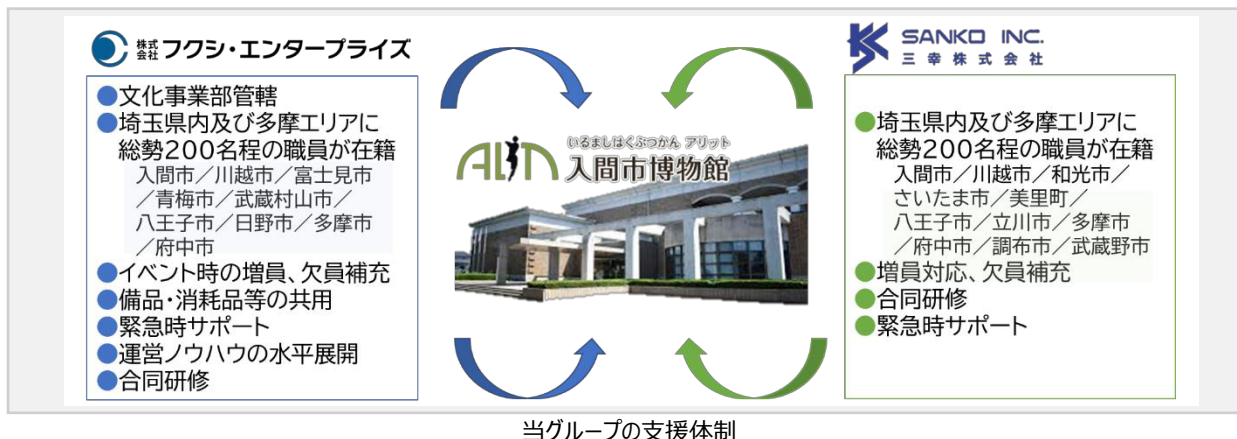 株式会社 フクシ・エンタープライズ
●文化事業部管轄
●埼玉県内及び多摩エリアに
総勢200名程の職員が在籍
入間市／川越市／富士見市
／青梅市／武蔵村山市／
八王子市／日野市／多摩市
／府中市
●イベント時の増員、欠員補充
●備品・消耗品等の共用
●緊急時サポート
●運営ノウハウの水平展開
●合同研修
いるましはくぶつかん アリット
ALIT 入間市博物館
SANKO INC.
三幸株式会社
●埼玉県内及び多摩エリアに
総勢200名程の職員が在籍
入間市／川越市／和光市／
さいたま市／美里町／
八王子市／立川市／多摩市
／府中市／調布市／武蔵野市
●増員対応、欠員補充
●合同研修
●緊急時サポート
当グループの支援体制